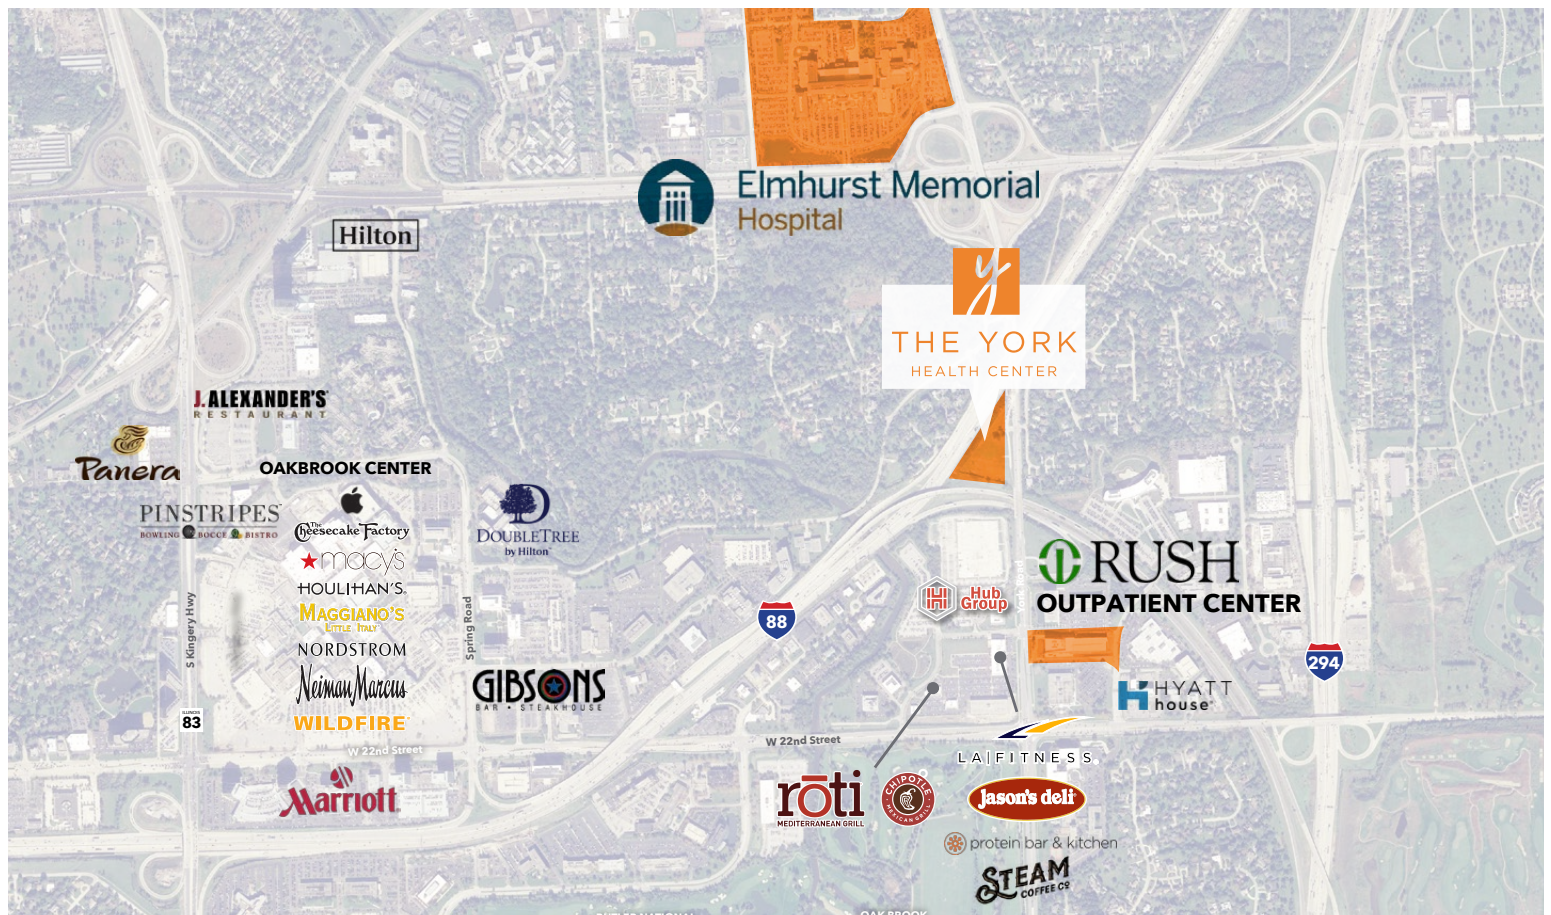 Elmhurst Memorial
Hospital
Hilton
y
THE YORK
HEALTH CENTER
J.ALEXANDER'S
RESTAURANT
Panera
OAKBROOK CENTER
PINSTRIPES
BOWLING BOCCE BISTRO
The
Cheesecake Factory
macy's
HOULIHAN'S
MAGGIANO'S
LITTLE ITALY
NORDSTROM
Neiman Marcus
WILDFIRE
DOUBLETREE
by Hilton
S Kingery Hwy
Spring Road
GIBSONS
BAR • STEAKHOUSE
ILLINOIS
83
W 22nd Street
Marriott
88
Hub
Group
RUSH
OUTPATIENT CENTER
294
HYATT
house
W 22nd Street
LA|FITNESS
rōti
MEDITERRANEAN GRILL
CHIPOTLE
MEXICAN GRILL
Jason's deli
protein bar & kitchen
STEAM
COFFEE CO
OAK BROOK